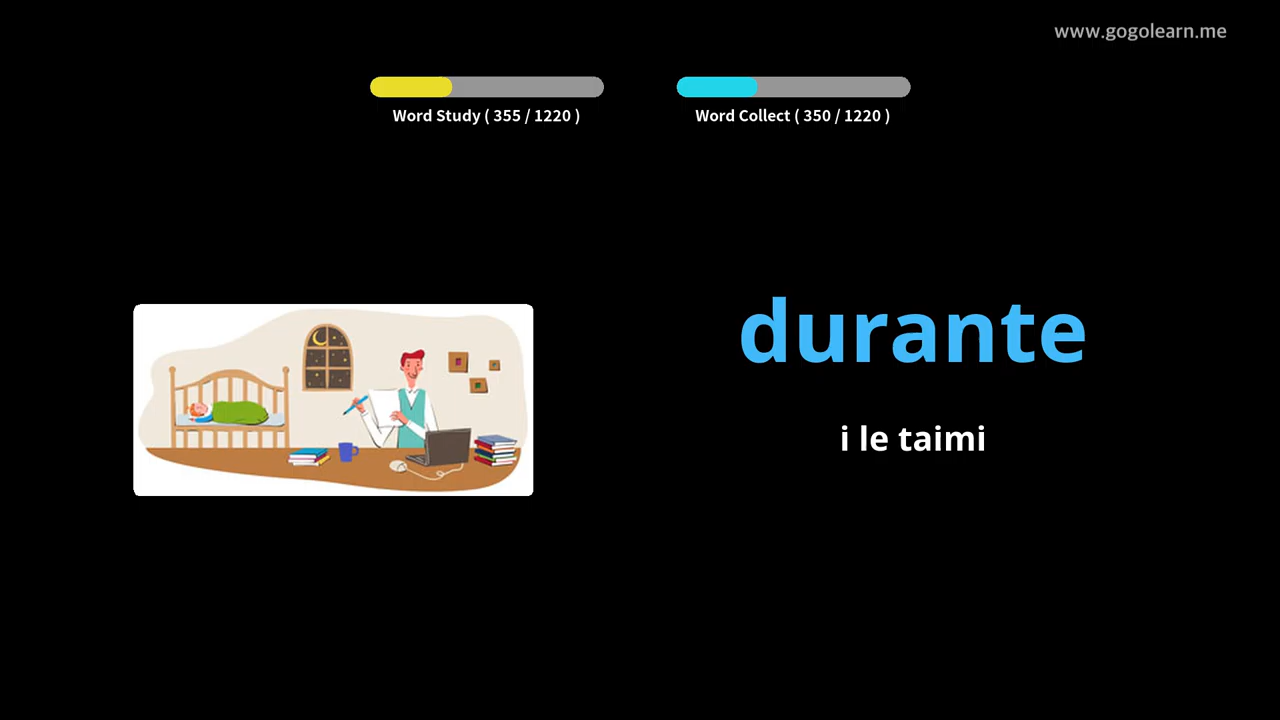 www.gogolearn.me
Word Study ( 355 / 1220 )
Word Collect ( 350 / 1220 )
durante
i le taimi